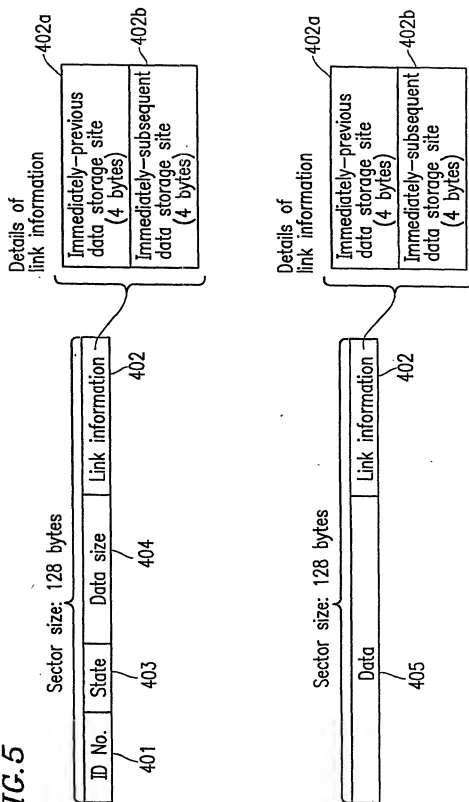 IG.5
Sector size: 128 bytes
ID No. State Data size Link information
401
403
404
402
Details of
link information
Immediately-previous
data storage site
(4 bytes)
402a
Immediately-subsequent
data storage site
(4 bytes)
402b
Sector size: 128 bytes
Data Link information
405
402
Details of
link information
Immediately-previous
data storage site
(4 bytes)
402a
Immediately-subsequent
data storage site
(4 bytes)
402b